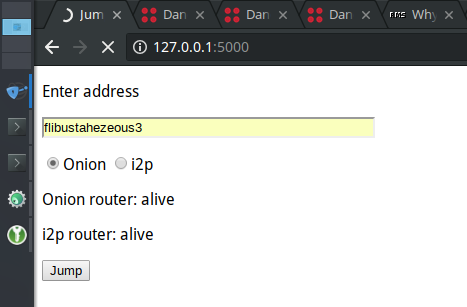 Jum
Dan
Dan
Dan
Why
127.0.0.1:5000
Enter address
flibustahezeous3
Onion
i2p
Onion router: alive
i2p router: alive
Jump